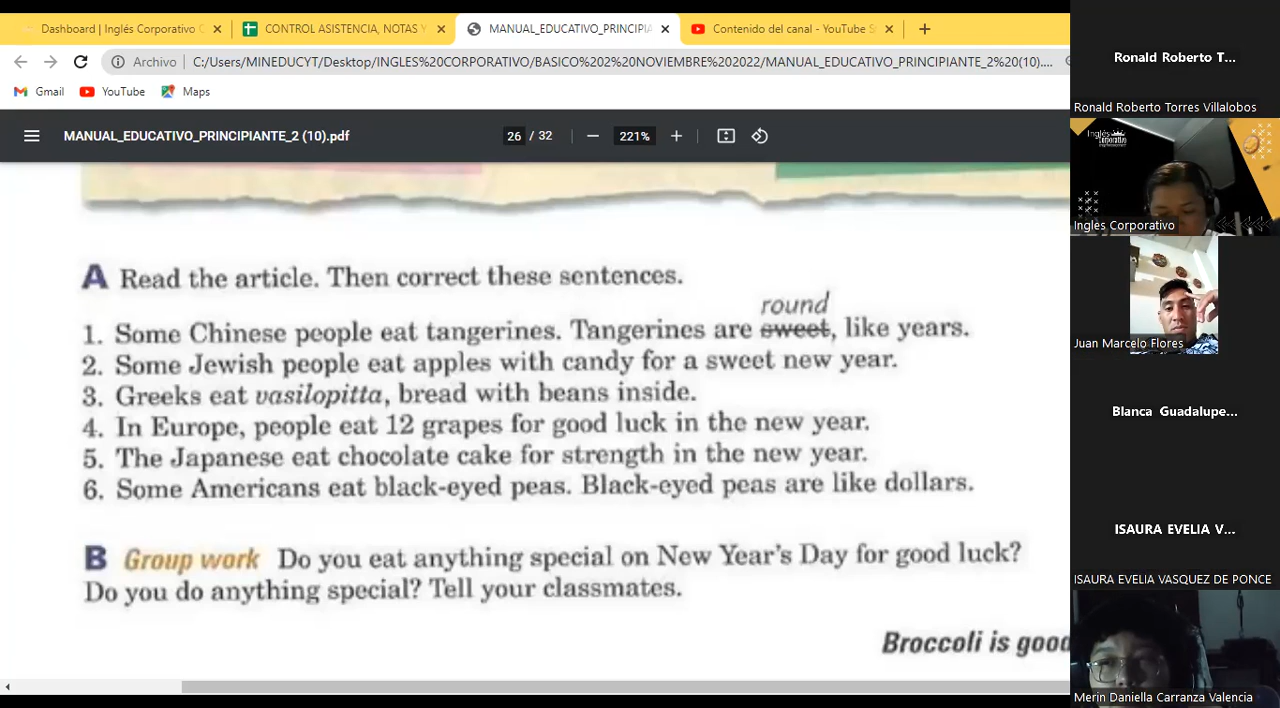 Dashboard | Inglés Corporativo
CONTROL ASISTENCIA, NOTAS Y
MANUAL_EDUCATIVO_PRINCIPIA
Contenido del canal - YouTube S
Archivo | C:/Users/MINEDUCYT/Desktop/INGLES%20CORPORATIVO/BASICO%202%20NOVIEMBRE%202022/MANUAL_EDUCATIVO_PRINCIPIANTE_2%20(10)....
Gmail YouTube Maps
MANUAL_EDUCATIVO_PRINCIPIANTE_2 (10).pdf 26 / 32 221%
A Read the article. Then correct these sentences.
round
1. Some Chinese people eat tangerines. Tangerines are sweet, like years.
2. Some Jewish people eat apples with candy for a sweet new year.
3. Greeks eat vasilopitta, bread with beans inside.
4. In Europe, people eat 12 grapes for good luck in the new year.
5. The Japanese eat chocolate cake for strength in the new year.
6. Some Americans eat black-eyed peas. Black-eyed peas are like dollars.
B Group work Do you eat anything special on New Year's Day for good luck?
Do you do anything special? Tell your classmates.
Broccoli is good
Ronald Roberto T...
Ronald Roberto Torres Villalobos
Inglés
Corporativo
Ingles Corporativo
Juan Marcelo Flores
Blanca Guadalupe...
ISAURA EVELIA V...
ISAURA EVELIA VASQUEZ DE PONCE
Merin Daniella Carranza Valencia